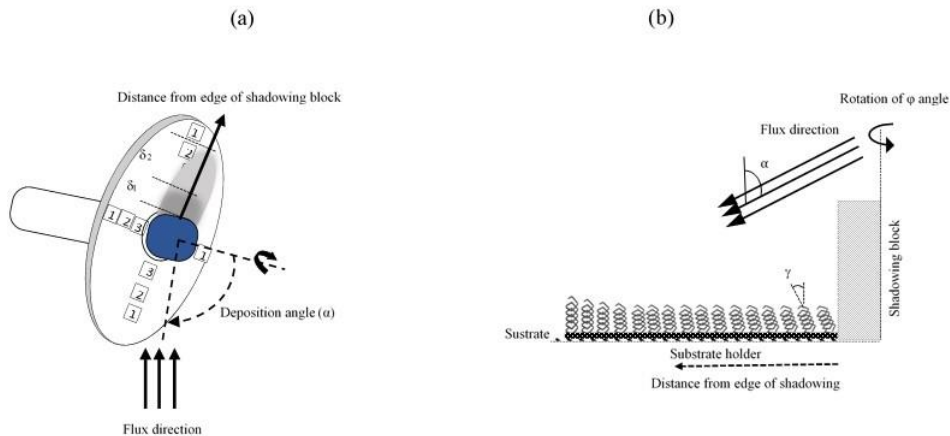 (a)
(b)
Distance from edge of shadowing block
1
2
δ2
δ1
1 2 3
1
3
2
1
Deposition angle (α)
Flux direction
Rotation of φ angle
Flux direction
α
γ
Shadowing block
Sustrate
Substrate holder
Distance from edge of shadowing